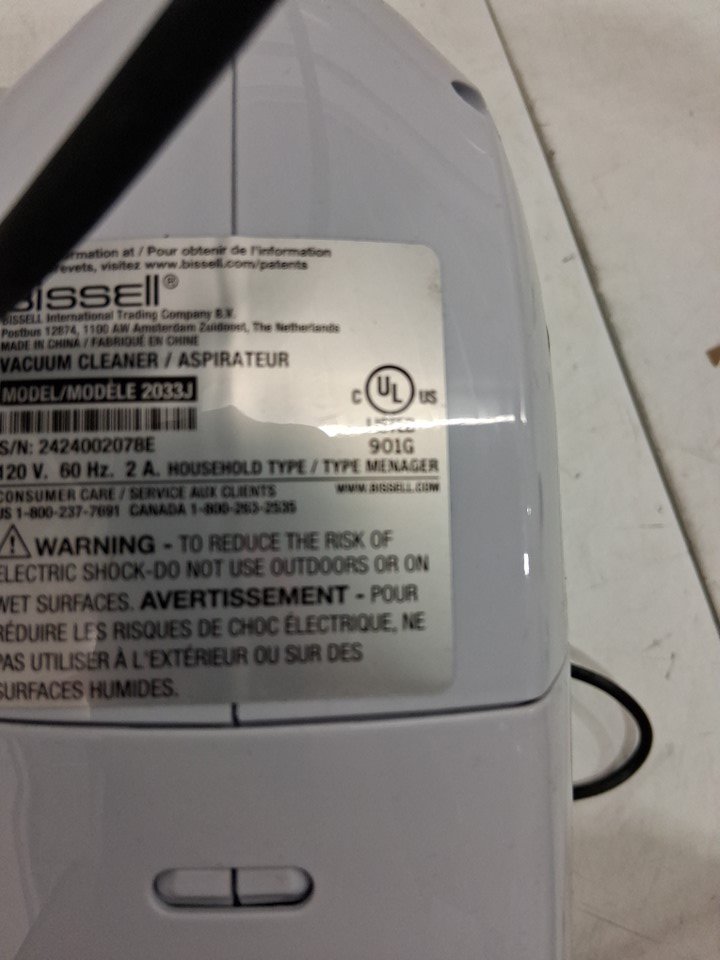 rmation at / Pour obtenir de l'information
revets, visitez www.bissell.com/patents
BISSELL®
BISSELL International Trading Company B.V.
Postbus 12874, 1100 AW Amsterdam Zuidoost, The Netherlands
MADE IN CHINA / FABRIQUÉ EN CHINE
VACUUM CLEANER / ASPIRATEUR
MODEL/MODÈLE 2033J
C UL US
LISTED
S/N: 2424002078E 901G
120 V. 60 Hz. 2 A. HOUSEHOLD TYPE / TYPE MENAGER
CONSUMER CARE / SERVICE AUX CLIENTS WWW.BISSELL.COM
US 1-800-237-7691 CANADA 1-800-263-2535
WARNING - TO REDUCE THE RISK OF
ELECTRIC SHOCK-DO NOT USE OUTDOORS OR ON
WET SURFACES. AVERTISSEMENT - POUR
RÉDUIRE LES RISQUES DE CHOC ÉLECTRIQUE, NE
PAS UTILISER À L'EXTÉRIEUR OU SUR DES
SURFACES HUMIDES.